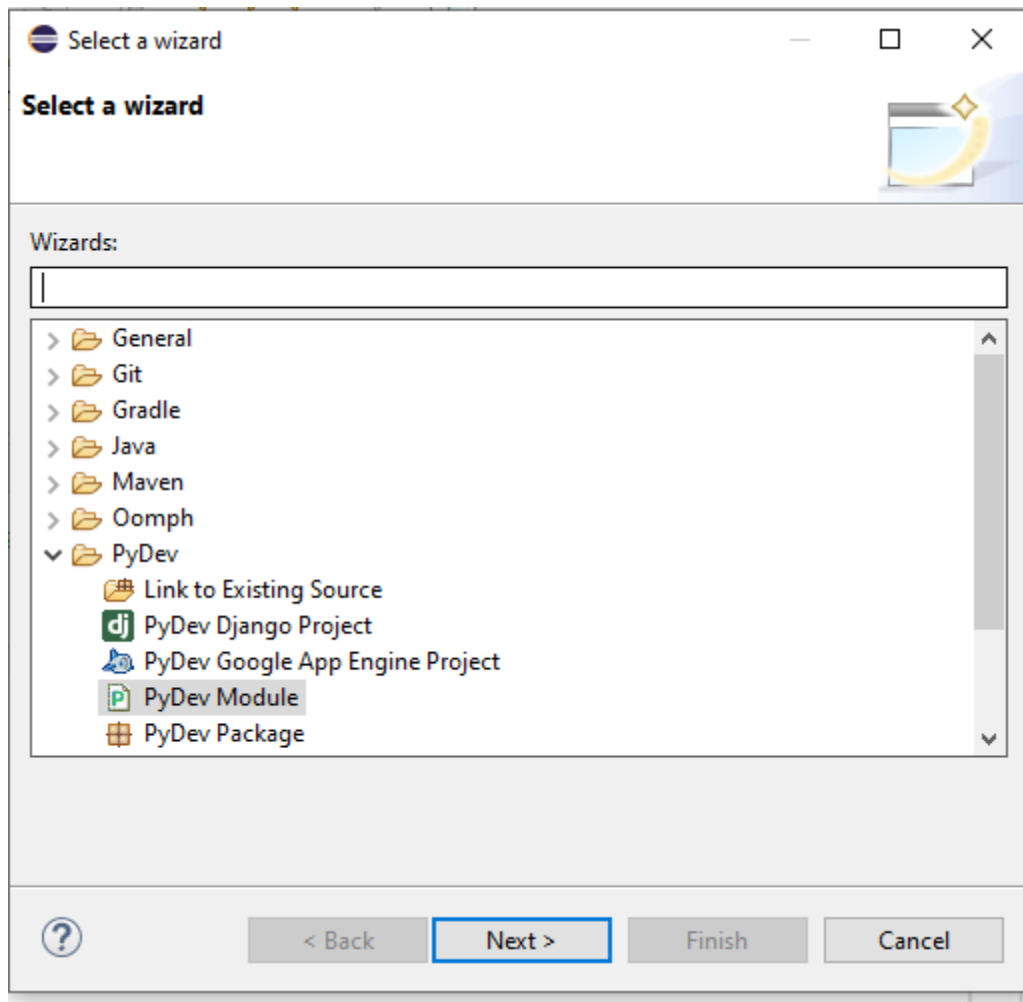 Select a wizard
Select a wizard
Wizards:
General
Git
Gradle
Java
Maven
Oomph
PyDev
Link to Existing Source
dj PyDev Django Project
PyDev Google App Engine Project
P PyDev Module
PyDev Package
? < Back Next > Finish Cancel